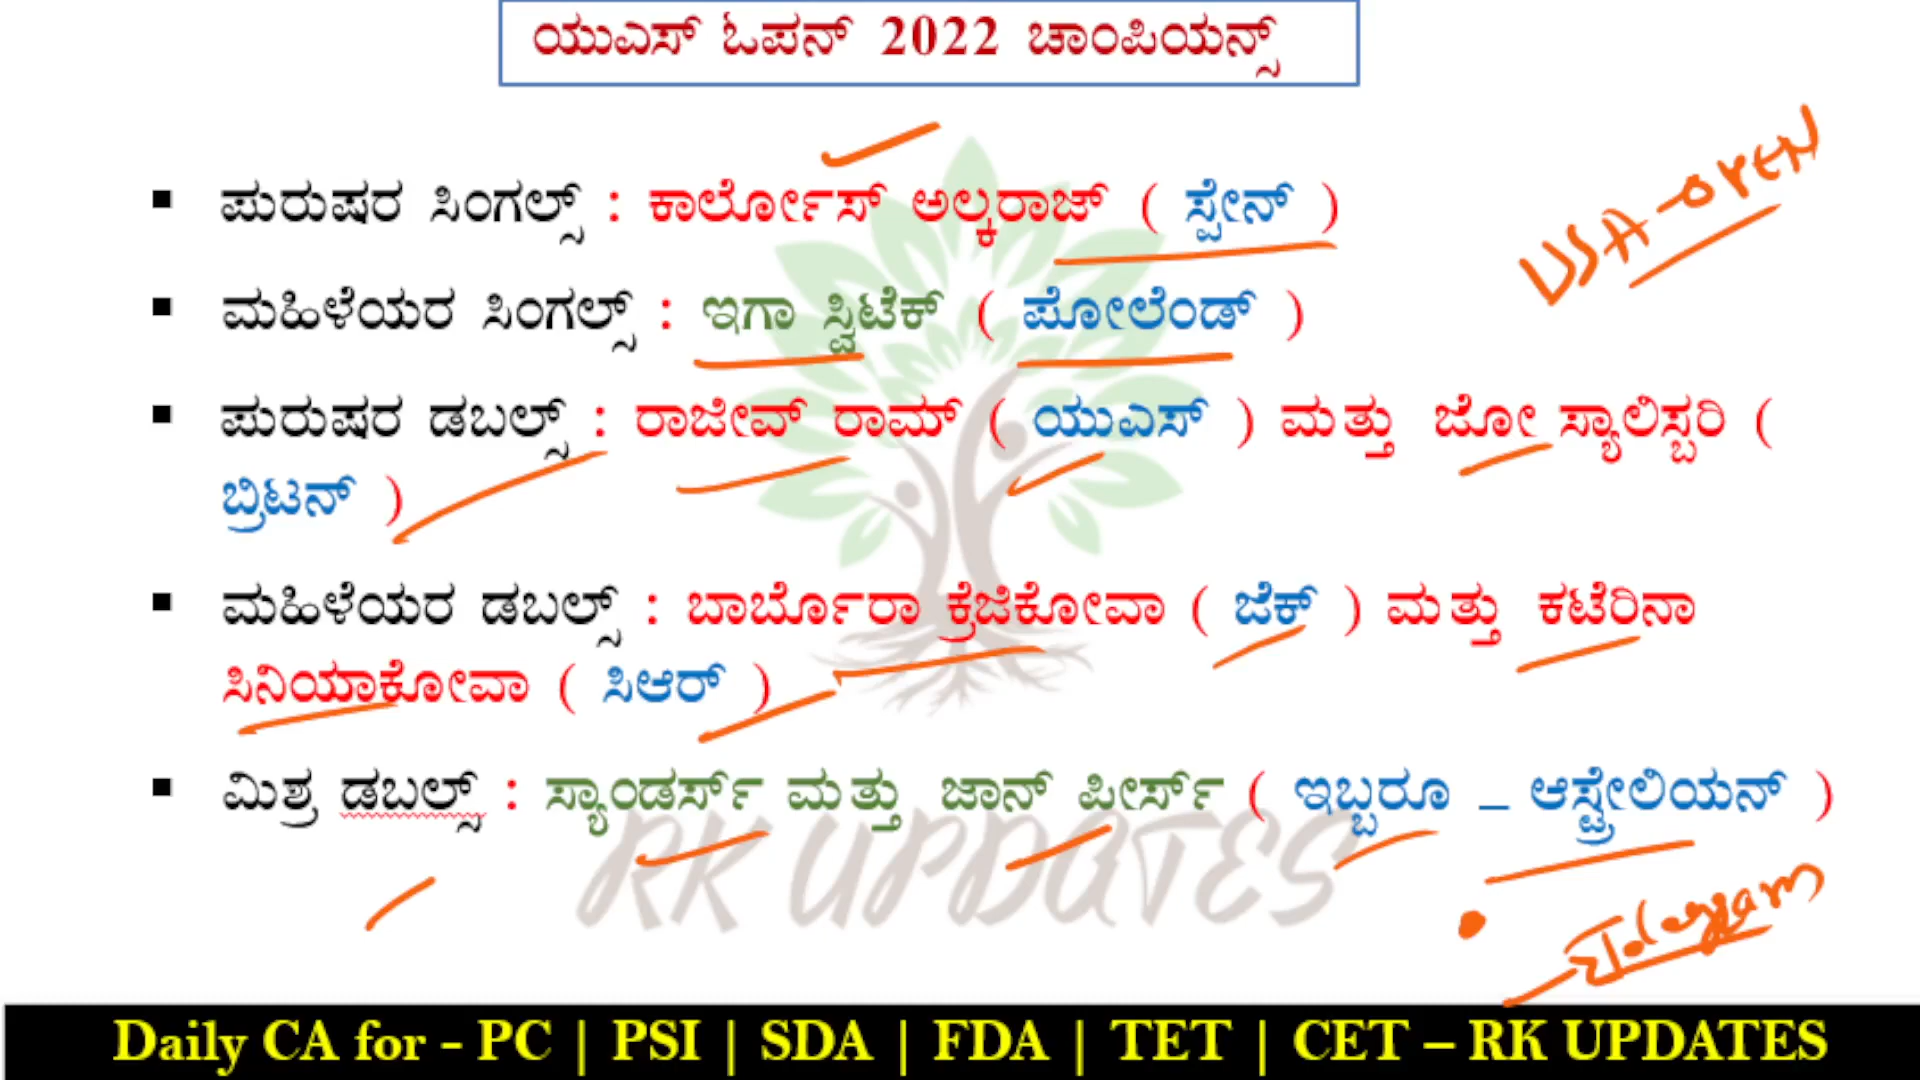 ಯುಎಸ್ ಓಪನ್ 2022 ಚಾಂಪಿಯನ್ಸ್
USA-OPEN
▪ ಪುರುಷರ ಸಿಂಗಲ್ಸ್ : ಕಾರ್ಲೋಸ್ ಅಲ್ಕರಾಜ್ ( ಸ್ಪೇನ್ )
▪ ಮಹಿಳೆಯರ ಸಿಂಗಲ್ಸ್ : ಇಗಾ ಸ್ವಿಟೆಕ್ ( ಪೋಲೆಂಡ್ )
▪ ಪುರುಷರ ಡಬಲ್ಸ್ : ರಾಜೀವ್ ರಾಮ್ ( ಯುಎಸ್ ) ಮತ್ತು ಜೋ ಸ್ಯಾಲಿಸ್ಬರಿ (
ಬ್ರಿಟನ್ )
▪ ಮಹಿಳೆಯರ ಡಬಲ್ಸ್ : ಬಾರ್ಬೊರಾ ಕ್ರೆಜಿಕೋವಾ ( ಜೆಕ್ ) ಮತ್ತು ಕಟೆರಿನಾ
ಸಿನಿಯಾಕೋವಾ ( ಸಿಆರ್ )
▪ ಮಿಶ್ರ ಡಬಲ್ಸ್ : ಸ್ಯಾಂಡರ್ಸ್ ಮತ್ತು ಜಾನ್ ಪೀರ್ಸ್ ( ಇಬ್ಬರೂ – ಆಸ್ಟ್ರೇಲಿಯನ್ )
RK UPDATES
Telegram
Daily CA for - PC | PSI | SDA | FDA | TET | CET – RK UPDATES